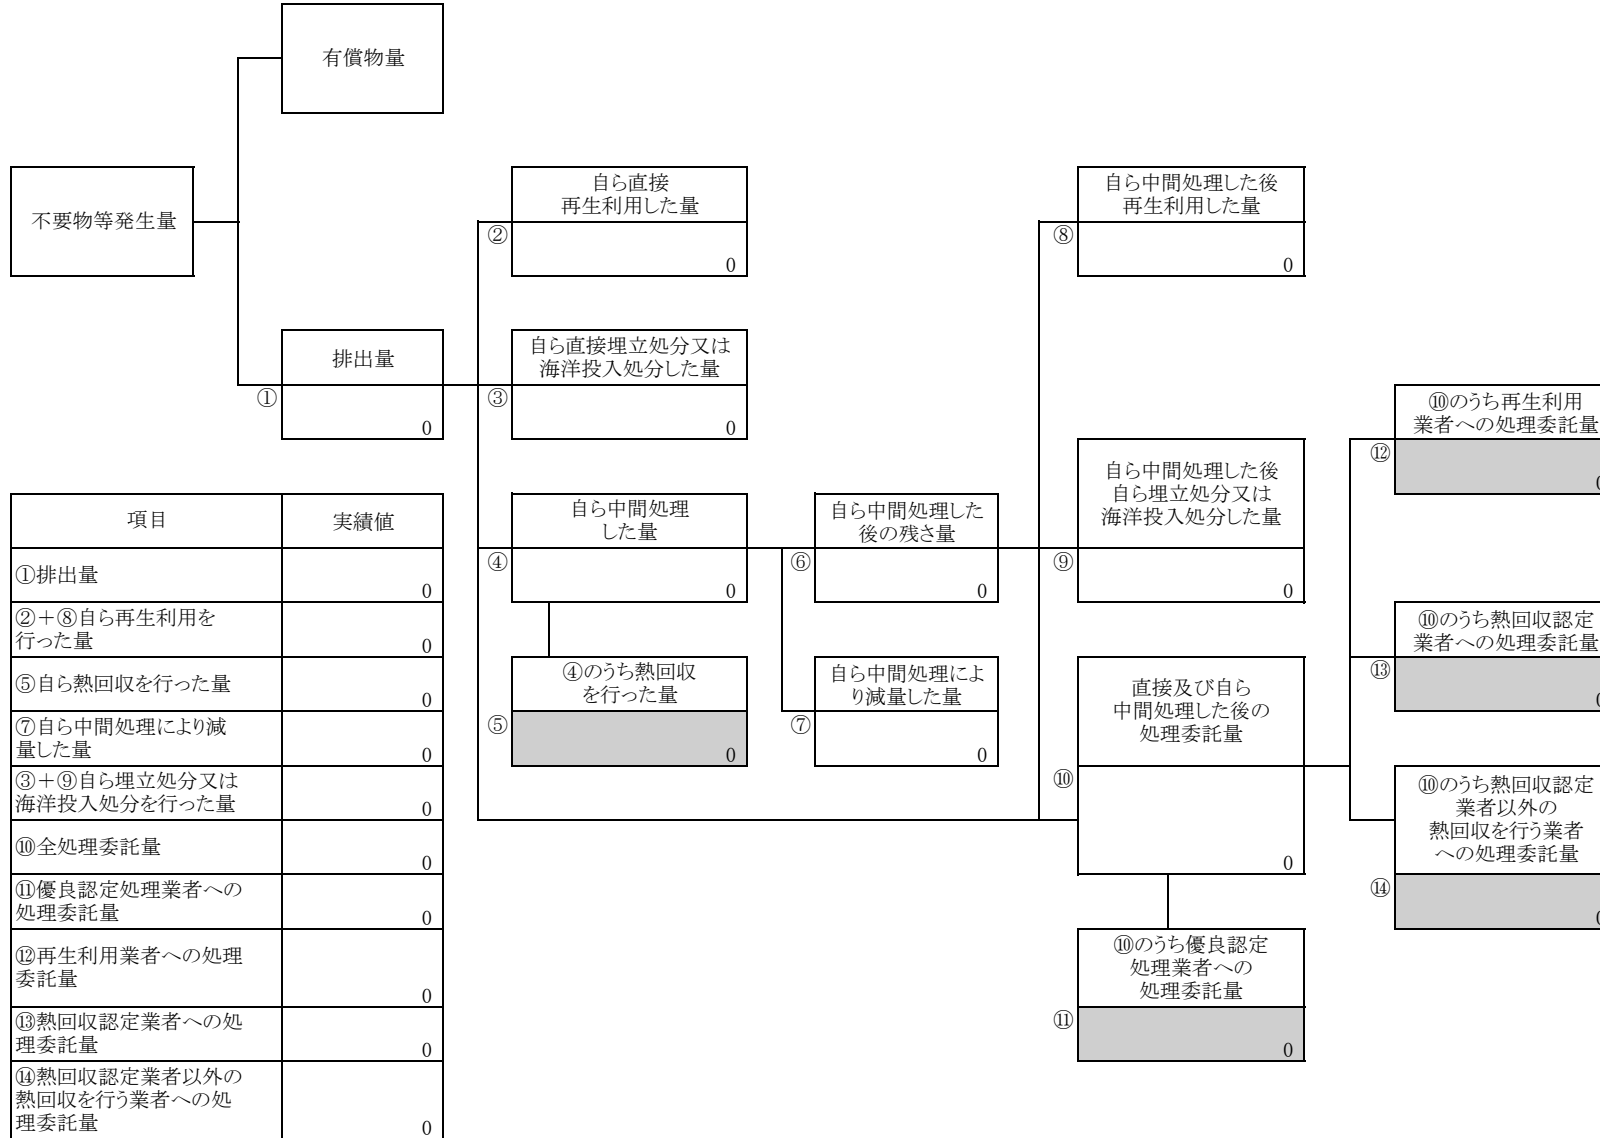 有償物量
不要物等発生量
自ら直接
再生利用した量
②
0
自ら中間処理した後
再生利用した量
⑧
0
排出量
①
0
自ら直接埋立処分又は
海洋投入処分した量
③
0
⑩のうち再生利用
業者への処理委託量
⑫
0
自ら中間処理
した量
④
0
自ら中間処理した
後の残さ量
⑥
0
自ら中間処理した後
自ら埋立処分又は
海洋投入処分した量
⑨
0
④のうち熱回収
を行った量
⑤
0
自ら中間処理によ
り減量した量
⑦
0
直接及び自ら
中間処理した後の
処理委託量
⑩
0
⑩のうち熱回収認定
業者への処理委託量
⑬
0
⑩のうち熱回収認定
業者以外の
熱回収を行う業者
への処理委託量
⑭
0
⑩のうち優良認定
処理業者への
処理委託量
⑪
0
項目 実績値
①排出量
0
②＋⑧自ら再生利用を
行った量 0
⑤自ら熱回収を行った量
0
⑦自ら中間処理により減
量した量 0
③＋⑨自ら埋立処分又は
海洋投入処分を行った量 0
⑩全処理委託量
0
⑪優良認定処理業者への
処理委託量 0
⑫再生利用業者への処理
委託量
0
⑬熱回収認定業者への処
理委託量 0
⑭熱回収認定業者以外の
熱回収を行う業者への処
理委託量 0